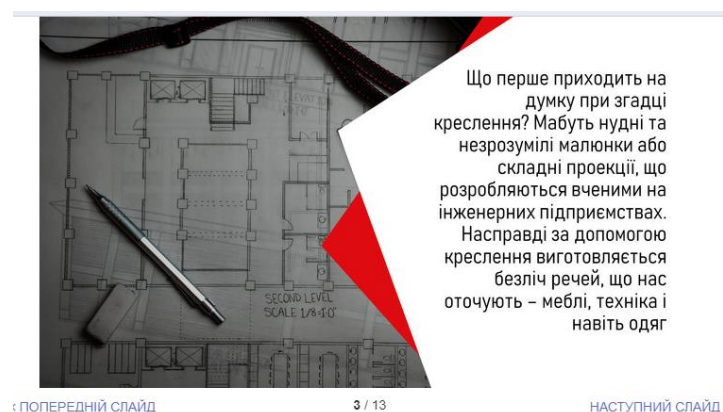 Що перше приходить на
думку при згадці
креслення? Мабуть нудні та
незрозумілі малюнки або
складні проекції, що
розробляються вченими на
інженерних підприємствах.
Насправді за допомогою
креслення виготовляється
безліч речей, що нас
оточують – меблі, техніка і
навіть одяг
SECOND LEVEL
SCALE 1/8=1'-0"
ПОПЕРЕДНІЙ СЛАЙД
3 / 13
НАСТУПНИЙ СЛАЙД